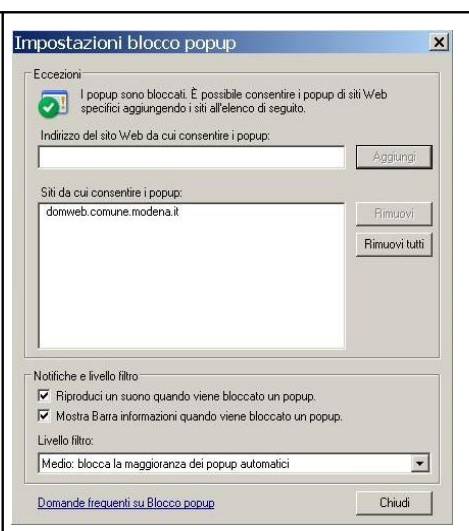 Impostazioni blocco popup
Eccezioni
I popup sono bloccati. È possibile consentire i popup di siti Web
specifici aggiungendo i siti all'elenco di seguito.
Indirizzo del sito Web da cui consentire i popup:
Aggiungi
Siti da cui consentire i popup:
domweb.comune.modena.it
Rimuovi
Rimuovi tutti
Notifiche e livello filtro
Riproduci un suono quando viene bloccato un popup.
Mostra Barra informazioni quando viene bloccato un popup.
Livello filtro:
Medio: blocca la maggioranza dei popup automatici
Domande frequenti su Blocco popup
Chiudi